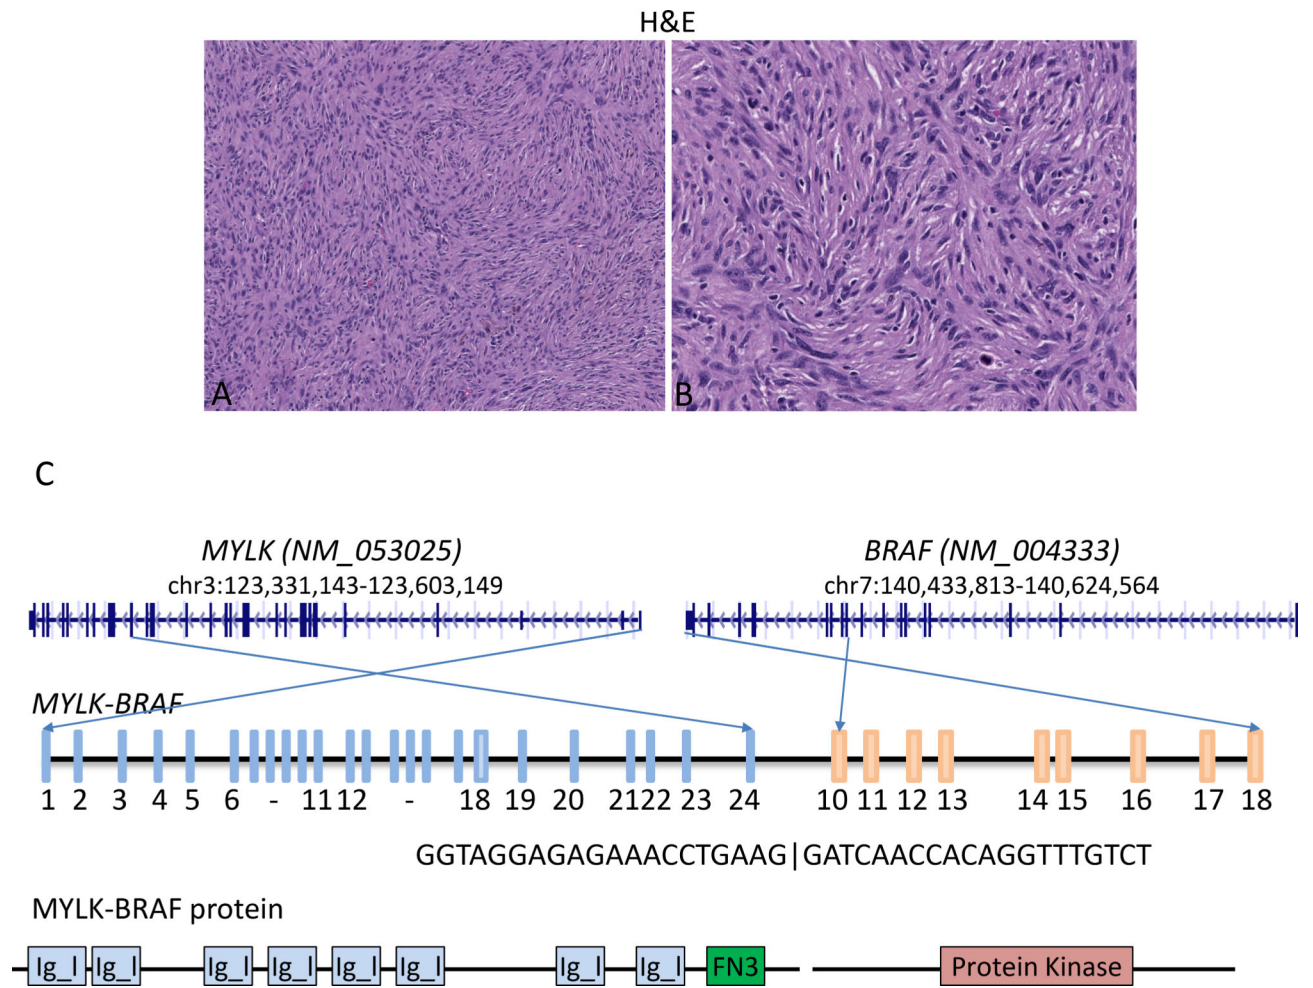 H&E
A
B
C
MYLK (NM_053025)
chr3:123,331,143-123,603,149
BRAF (NM_004333)
chr7:140,433,813-140,624,564
MYLK-BRAF
1 2 3 4 5 6 - 11 12 - 18 19 20 21 22 23 24 10 11 12 13 14 15 16 17 18
GGTAGGAGAGAAACCTGAAG|GATCAACCACAGGTTTGTCT
MYLK-BRAF protein
Ig_I Ig_I Ig_I Ig_I Ig_I Ig_I Ig_I Ig_I FN3 Protein Kinase